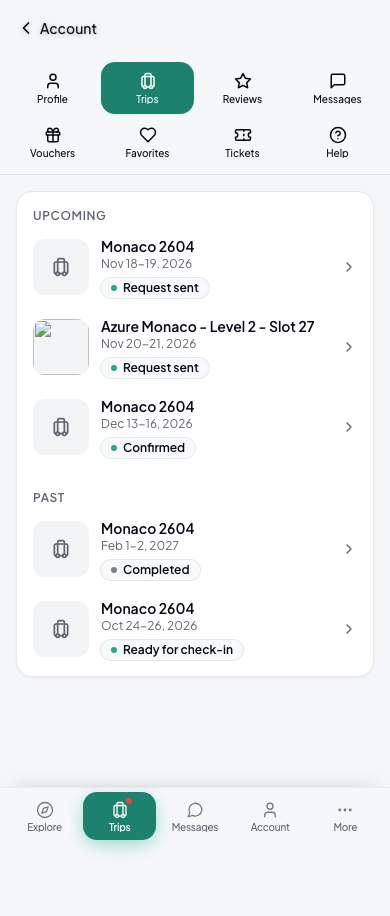 Account
Profile
Trips
Reviews
Messages
Vouchers
Favorites
Tickets
Help
UPCOMING
Monaco 2604
Nov 18–19, 2026
Request sent
Azure Monaco - Level 2 - Slot 27
Nov 20–21, 2026
Request sent
Monaco 2604
Dec 13–16, 2026
Confirmed
PAST
Monaco 2604
Feb 1–2, 2027
Completed
Monaco 2604
Oct 24–26, 2026
Ready for check-in
Explore
Trips
Messages
Account
More